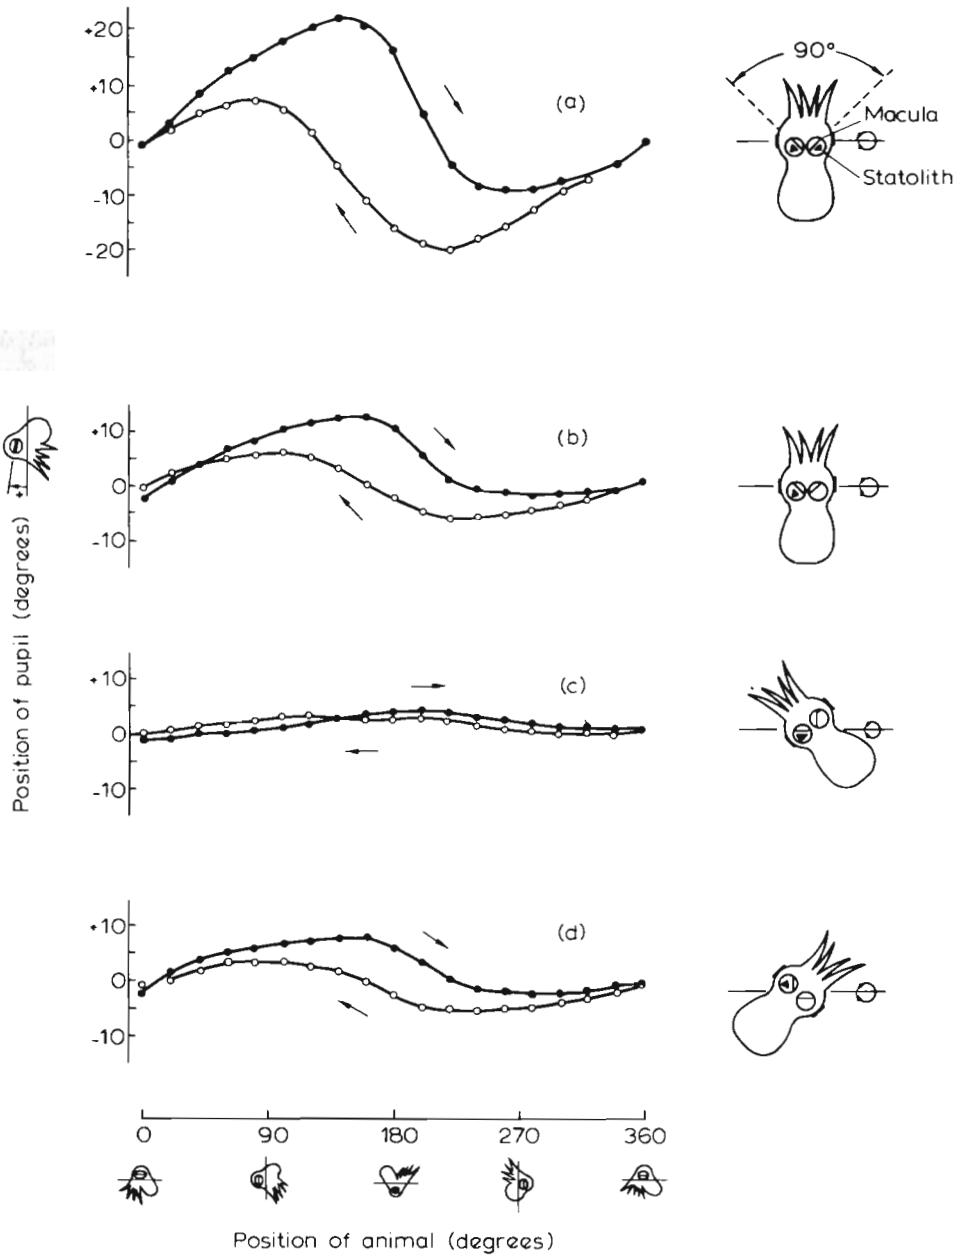 +20
+10
0
-10
-20
(a)
90°
Macula
Statolith
+10
0
-10
(b)
+10
0
-10
(c)
+10
0
-10
(d)
Position of pupil (degrees)
+
0 90 180 270 360
Position of animal (degrees)